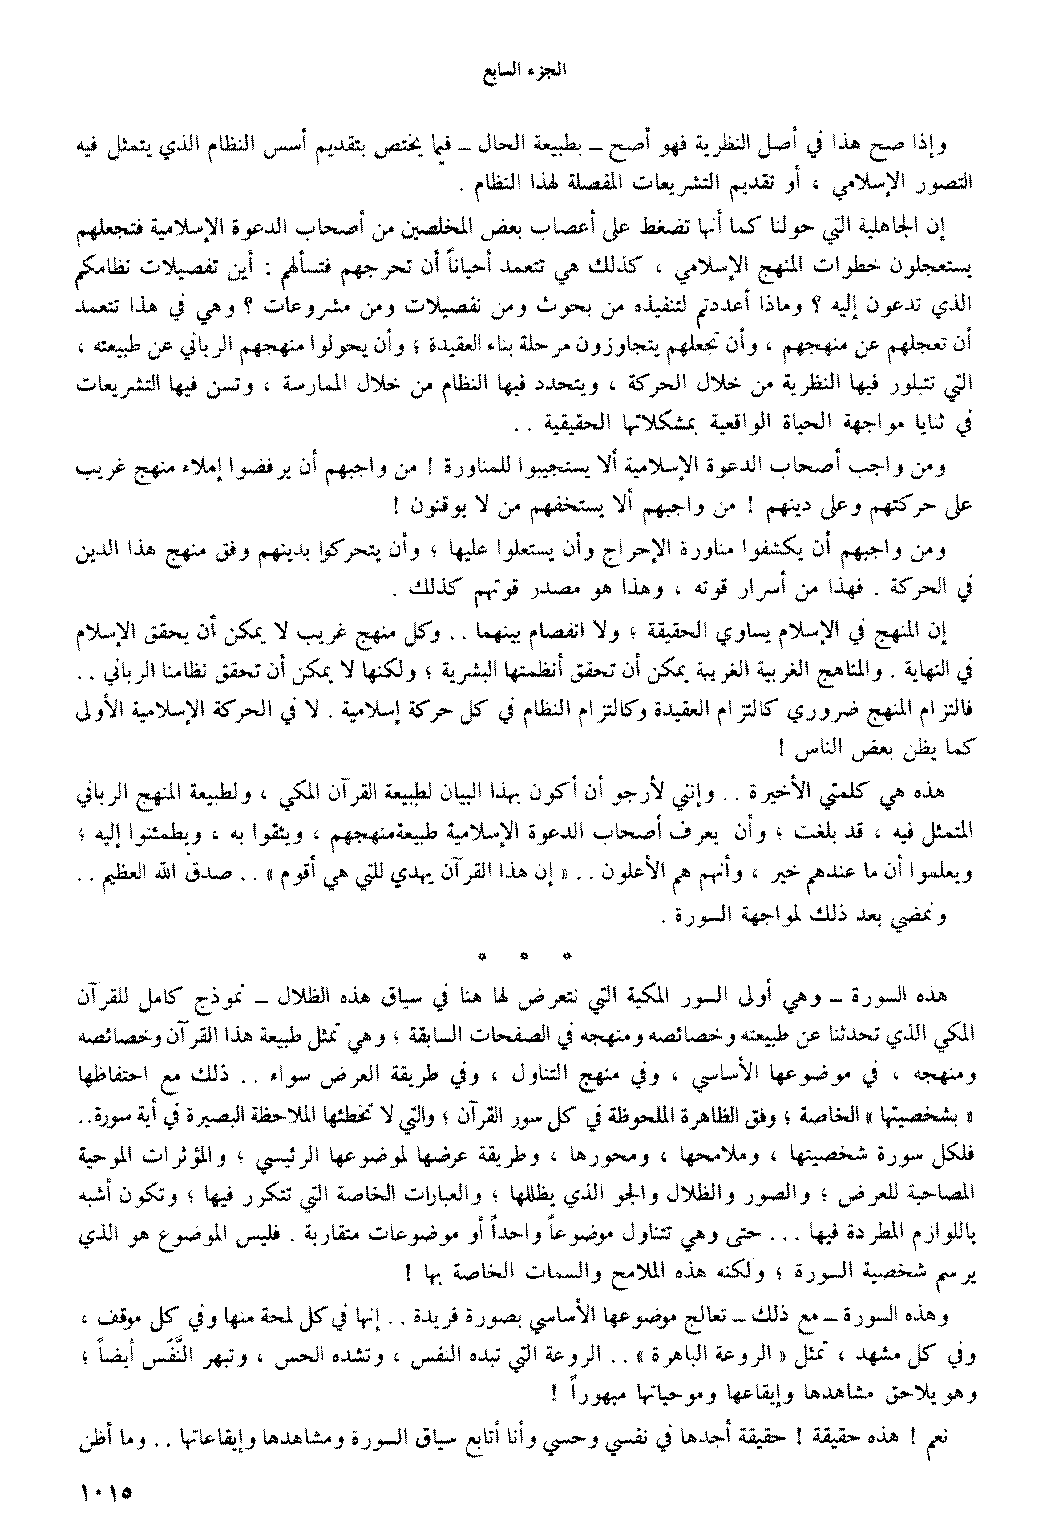 الجزء السابع
وإذا صح هذا في أصل النظرية فهو أصح – بطبيعة الحال – فيما يختص بتقديم أسس النظام الذي يتمثل فيه
التصور الإسلامي ، أو تقديم التشريعات المفصلة لهذا النظام .
إن الجاهلية التي حولنا كما أنها تضغط على أعصاب بعض المخلصين من أصحاب الدعوة الإسلامية فتجعلهم
يستعجلون خطوات المنهج الإسلامي ، كذلك هي تتعمد أحياناً أن تحرجهم فتسألهم : أين تفصيلات نظامكم
الذي تدعون إليه ؟ وماذا أعددتم لتنفيذه من بحوث ومن تفصيلات ومن مشروعات ؟ وهي في هذا تتعمد
أن تعجلهم عن منهجهم ، وأن تجعلهم يتجاوزون مرحلة بناء العقيدة ؛ وأن يحولوا منهجهم الرباني عن طبيعته ،
التي تتبلور فيها النظرية من خلال الحركة ، ويتحدد فيها النظام من خلال الممارسة ، وتسن فيها التشريعات
في ثنايا مواجهة الحياة الواقعية بمشكلاتها الحقيقية . .
ومن واجب أصحاب الدعوة الإسلامية ألا يستجيبوا للمناورة ! من واجبهم أن يرفضوا إملاء منهج غريب
على حركتهم وعلى دينهم ! من واجبهم ألا يستخفهم من لا يوقنون !
ومن واجبهم أن يكشفوا مناورة الإحراج وأن يستعلوا عليها ؛ وأن يتحركوا بدينهم وفق منهج هذا الدين
في الحركة . فهذا من أسرار قوته ، وهذا هو مصدر قوتهم كذلك .
إن المنهج في الإسلام يساوي الحقيقة ؛ ولا انفصام بينهما . . وكل منهج غريب لا يمكن أن يحقق الإسلام
في النهاية . والمناهج الغربية الغريبة يمكن أن تحقق أنظمتها البشرية ؛ ولكنها لا يمكن أن تحقق نظامنا الرباني . .
فالتزام المنهج ضروري كالتزام العقيدة وكالتزام النظام في كل حركة إسلامية . لا في الحركة الإسلامية الأولى
كما يظن بعض الناس !
هذه هي كلمتي الأخيرة . . وإنني لأرجو أن أكون بهذا البيان لطبيعة القرآن المكي ، ولطبيعة المنهج الرباني
المتمثل فيه ، قد بلغت ؛ وأن يعرف أصحاب الدعوة الإسلامية طبيعة منهجهم ، ويثقوا به ، ويطمئنوا إليه ؛
ويعلموا أن ما عندهم خير ، وأنهم هم الأعلون . . « إن هذا القرآن يهدي للتي هي أقوم » . . صدق الله العظيم . .
ونمضي بعد ذلك لمواجهة السورة .
* * *
هذه السورة – وهي أولى السور المكية التي نتعرض لها هنا في سياق هذه الظلال – نموذج كامل للقرآن
المكي الذي تحدثنا عن طبيعته وخصائصه ومنهجه في الصفحات السابقة ؛ وهي تمثل طبيعة هذا القرآن وخصائصه
ومنهجه ، في موضوعها الأساسي ، وفي منهج التناول ، وفي طريقة العرض سواء . . ذلك مع احتفاظها
« بشخصيتها » الخاصة ؛ وفق الظاهرة الملحوظة في كل سور القرآن ؛ والتي لا تخطئها الملاحظة البصيرة في أية سورة . .
فلكل سورة شخصيتها ، وملامحها ، ومحورها ، وطريقة عرضها لموضوعها الرئيسي ؛ والمؤثرات الموحية
المصاحبة للعرض ؛ والصور والظلال والجو الذي يظللها ؛ والعبارات الخاصة التي تتكرر فيها ؛ وتكون أشبه
باللوازم المطردة فيها . . . حتى وهي تتناول موضوعاً واحداً أو موضوعات متقاربة . فليس الموضوع هو الذي
يرسم شخصية السورة ؛ ولكنه هذه الملامح والسمات الخاصة بها !
وهذه السورة – مع ذلك – تعالج موضوعها الأساسي بصورة فريدة . . إنها في كل لمحة منها وفي كل موقف ،
وفي كل مشهد ، تمثل « الروعة الباهرة » . . الروعة التي تبده النفس ، وتشده الحس ، وتبهر النَّفَس أيضاً ؛
وهو يلاحق مشاهدها وإيقاعها وموحياتها مبهوراً !
نعم ! هذه حقيقة ! حقيقة أجدها في نفسي وحسي وأنا أتابع سياق السورة ومشاهدها وإيقاعاتها . . وما أظن
١٠١٥